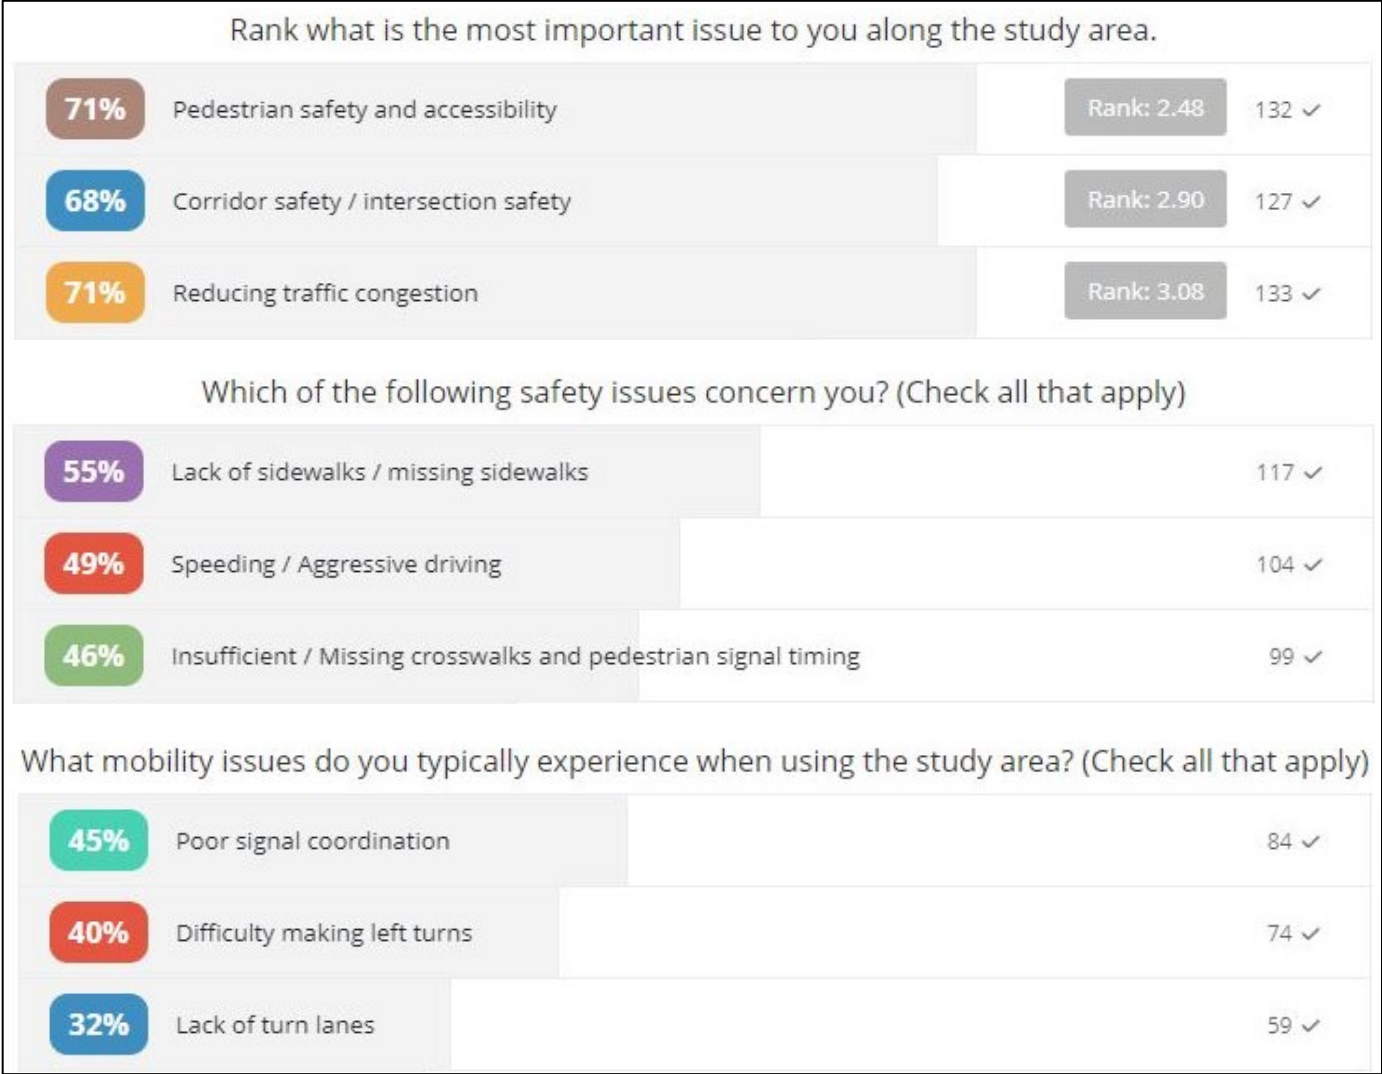 Rank what is the most important issue to you along the study area.
71% Pedestrian safety and accessibility Rank: 2.48 132 ✓
68% Corridor safety / intersection safety Rank: 2.90 127 ✓
71% Reducing traffic congestion Rank: 3.08 133 ✓
Which of the following safety issues concern you? (Check all that apply)
55% Lack of sidewalks / missing sidewalks 117 ✓
49% Speeding / Aggressive driving 104 ✓
46% Insufficient / Missing crosswalks and pedestrian signal timing 99 ✓
What mobility issues do you typically experience when using the study area? (Check all that apply)
45% Poor signal coordination 84 ✓
40% Difficulty making left turns 74 ✓
32% Lack of turn lanes 59 ✓